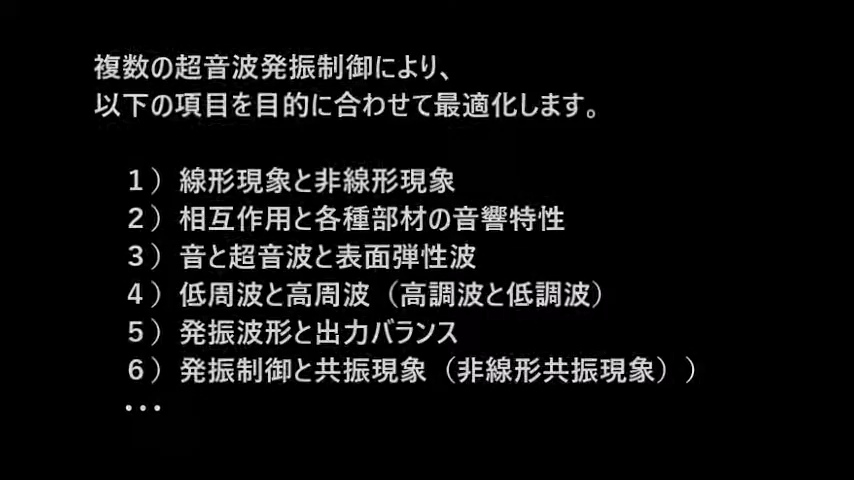 複数の超音波発振制御により、
以下の項目を目的に合わせて最適化します。
１）線形現象と非線形現象
２）相互作用と各種部材の音響特性
３）音と超音波と表面弾性波
４）低周波と高周波（高調波と低調波）
５）発振波形と出力バランス
６）発振制御と共振現象（非線形共振現象））
・・・